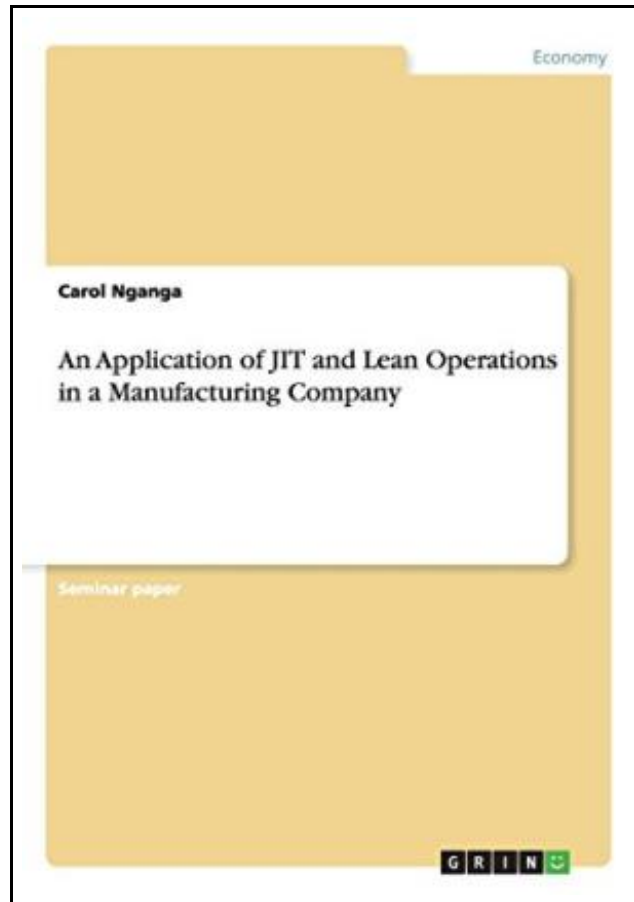 Economy
Carol Nganga
An Application of JIT and Lean Operations
in a Manufacturing Company
Seminar paper
GRIN